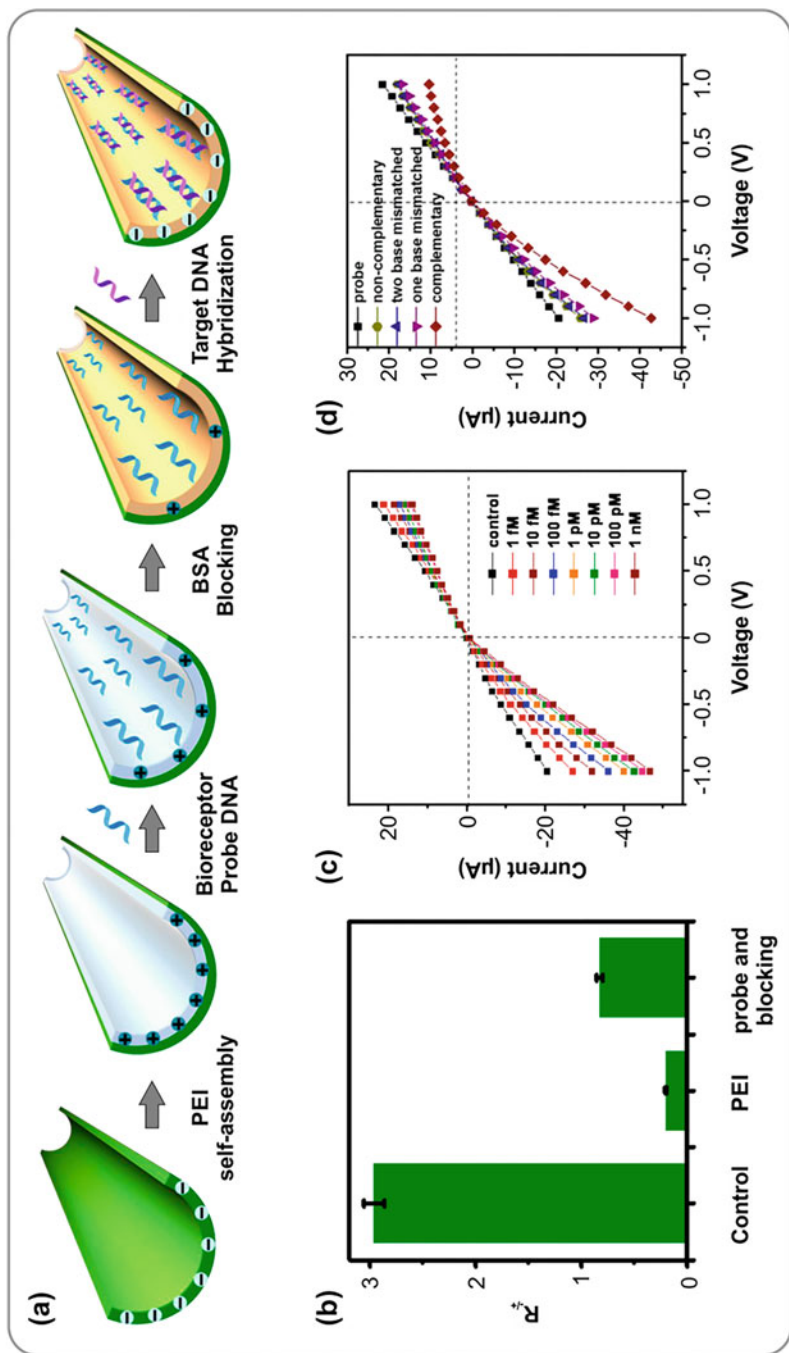 (a)
PEI
self-assembly
Bioreceptor
Probe DNA
BSA
Blocking
Target DNA
Hybridization
(b)
R-/+
3
2
1
0
Control
PEI
probe and
blocking
(c)
Current (µA)
20
0
-20
-40
control
1 fM
10 fM
100 fM
1 pM
10 pM
100 pM
1 nM
-1.0
-0.5
0
0.5
1.0
Voltage (V)
(d)
Current (µA)
30
20
10
0
-10
-20
-30
-40
-50
probe
non-complementary
two base mismatched
one base mismatched
complementary
-1.0
-0.5
0
0.5
1.0
Voltage (V)